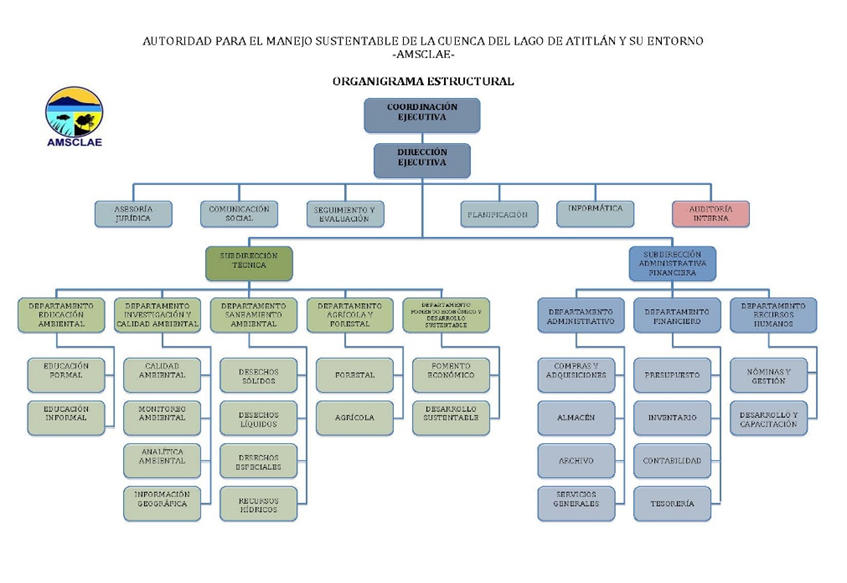 AUTORIDAD PARA EL MANEJO SUSTENTABLE DE LA CUENCA DEL LAGO DE ATITLÁN Y SU ENTORNO
-AMSCLAE-
ORGANIGRAMA ESTRUCTURAL
AMSCLAE
COORDINACIÓN
EJECUTIVA
DIRECCIÓN
EJECUTIVA
ASESORÍA
JURÍDICA
COMUNICACIÓN
SOCIAL
SEGUIMIENTO Y
EVALUACIÓN
PLANIFICACIÓN
INFORMÁTICA
AUDITORÍA
INTERNA
SUBDIRECCIÓN
TÉCNICA
SUBDIRECCIÓN
ADMINISTRATIVA
FINANCIERA
DEPARTAMENTO
EDUCACIÓN
AMBIENTAL
DEPARTAMENTO
INVESTIGACIÓN Y
CALIDAD AMBIENTAL
DEPARTAMENTO
SANEAMIENTO
AMBIENTAL
DEPARTAMENTO
AGRÍCOLA Y
FORESTAL
DEPARTAMENTO
FOMENTO ECONÓMICO Y
DESARROLLO
SUSTENTABLE
DEPARTAMENTO
ADMINISTRATIVO
DEPARTAMENTO
FINANCIERO
DEPARTAMENTO
RECURSOS
HUMANOS
EDUCACIÓN
FORMAL
CALIDAD
AMBIENTAL
DESECHOS
SÓLIDOS
FORESTAL
FOMENTO
ECONÓMICO
COMPRAS Y
ADQUISICIONES
PRESUPUESTO
NÓMINAS Y
GESTIÓN
EDUCACIÓN
INFORMAL
MONITOREO
AMBIENTAL
DESECHOS
LÍQUIDOS
AGRÍCOLA
DESARROLLO
SUSTENTABLE
ALMACÉN
INVENTARIO
DESARROLLO Y
CAPACITACIÓN
ANALÍTICA
AMBIENTAL
DESECHOS
ESPECIALES
ARCHIVO
CONTABILIDAD
INFORMACIÓN
GEOGRÁFICA
RECURSOS
HÍDRICOS
SERVICIOS
GENERALES
TESORERÍA